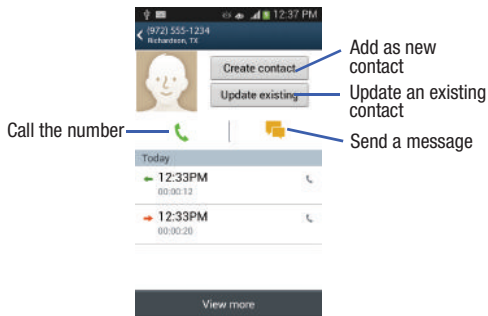 12:37 PM
(972) 555-1234
Richardson, TX
Create contact
Update existing
Add as new
contact
Update an existing
contact
Call the number
Send a message
Today
12:33PM
00:00:12
12:33PM
00:00:20
View more